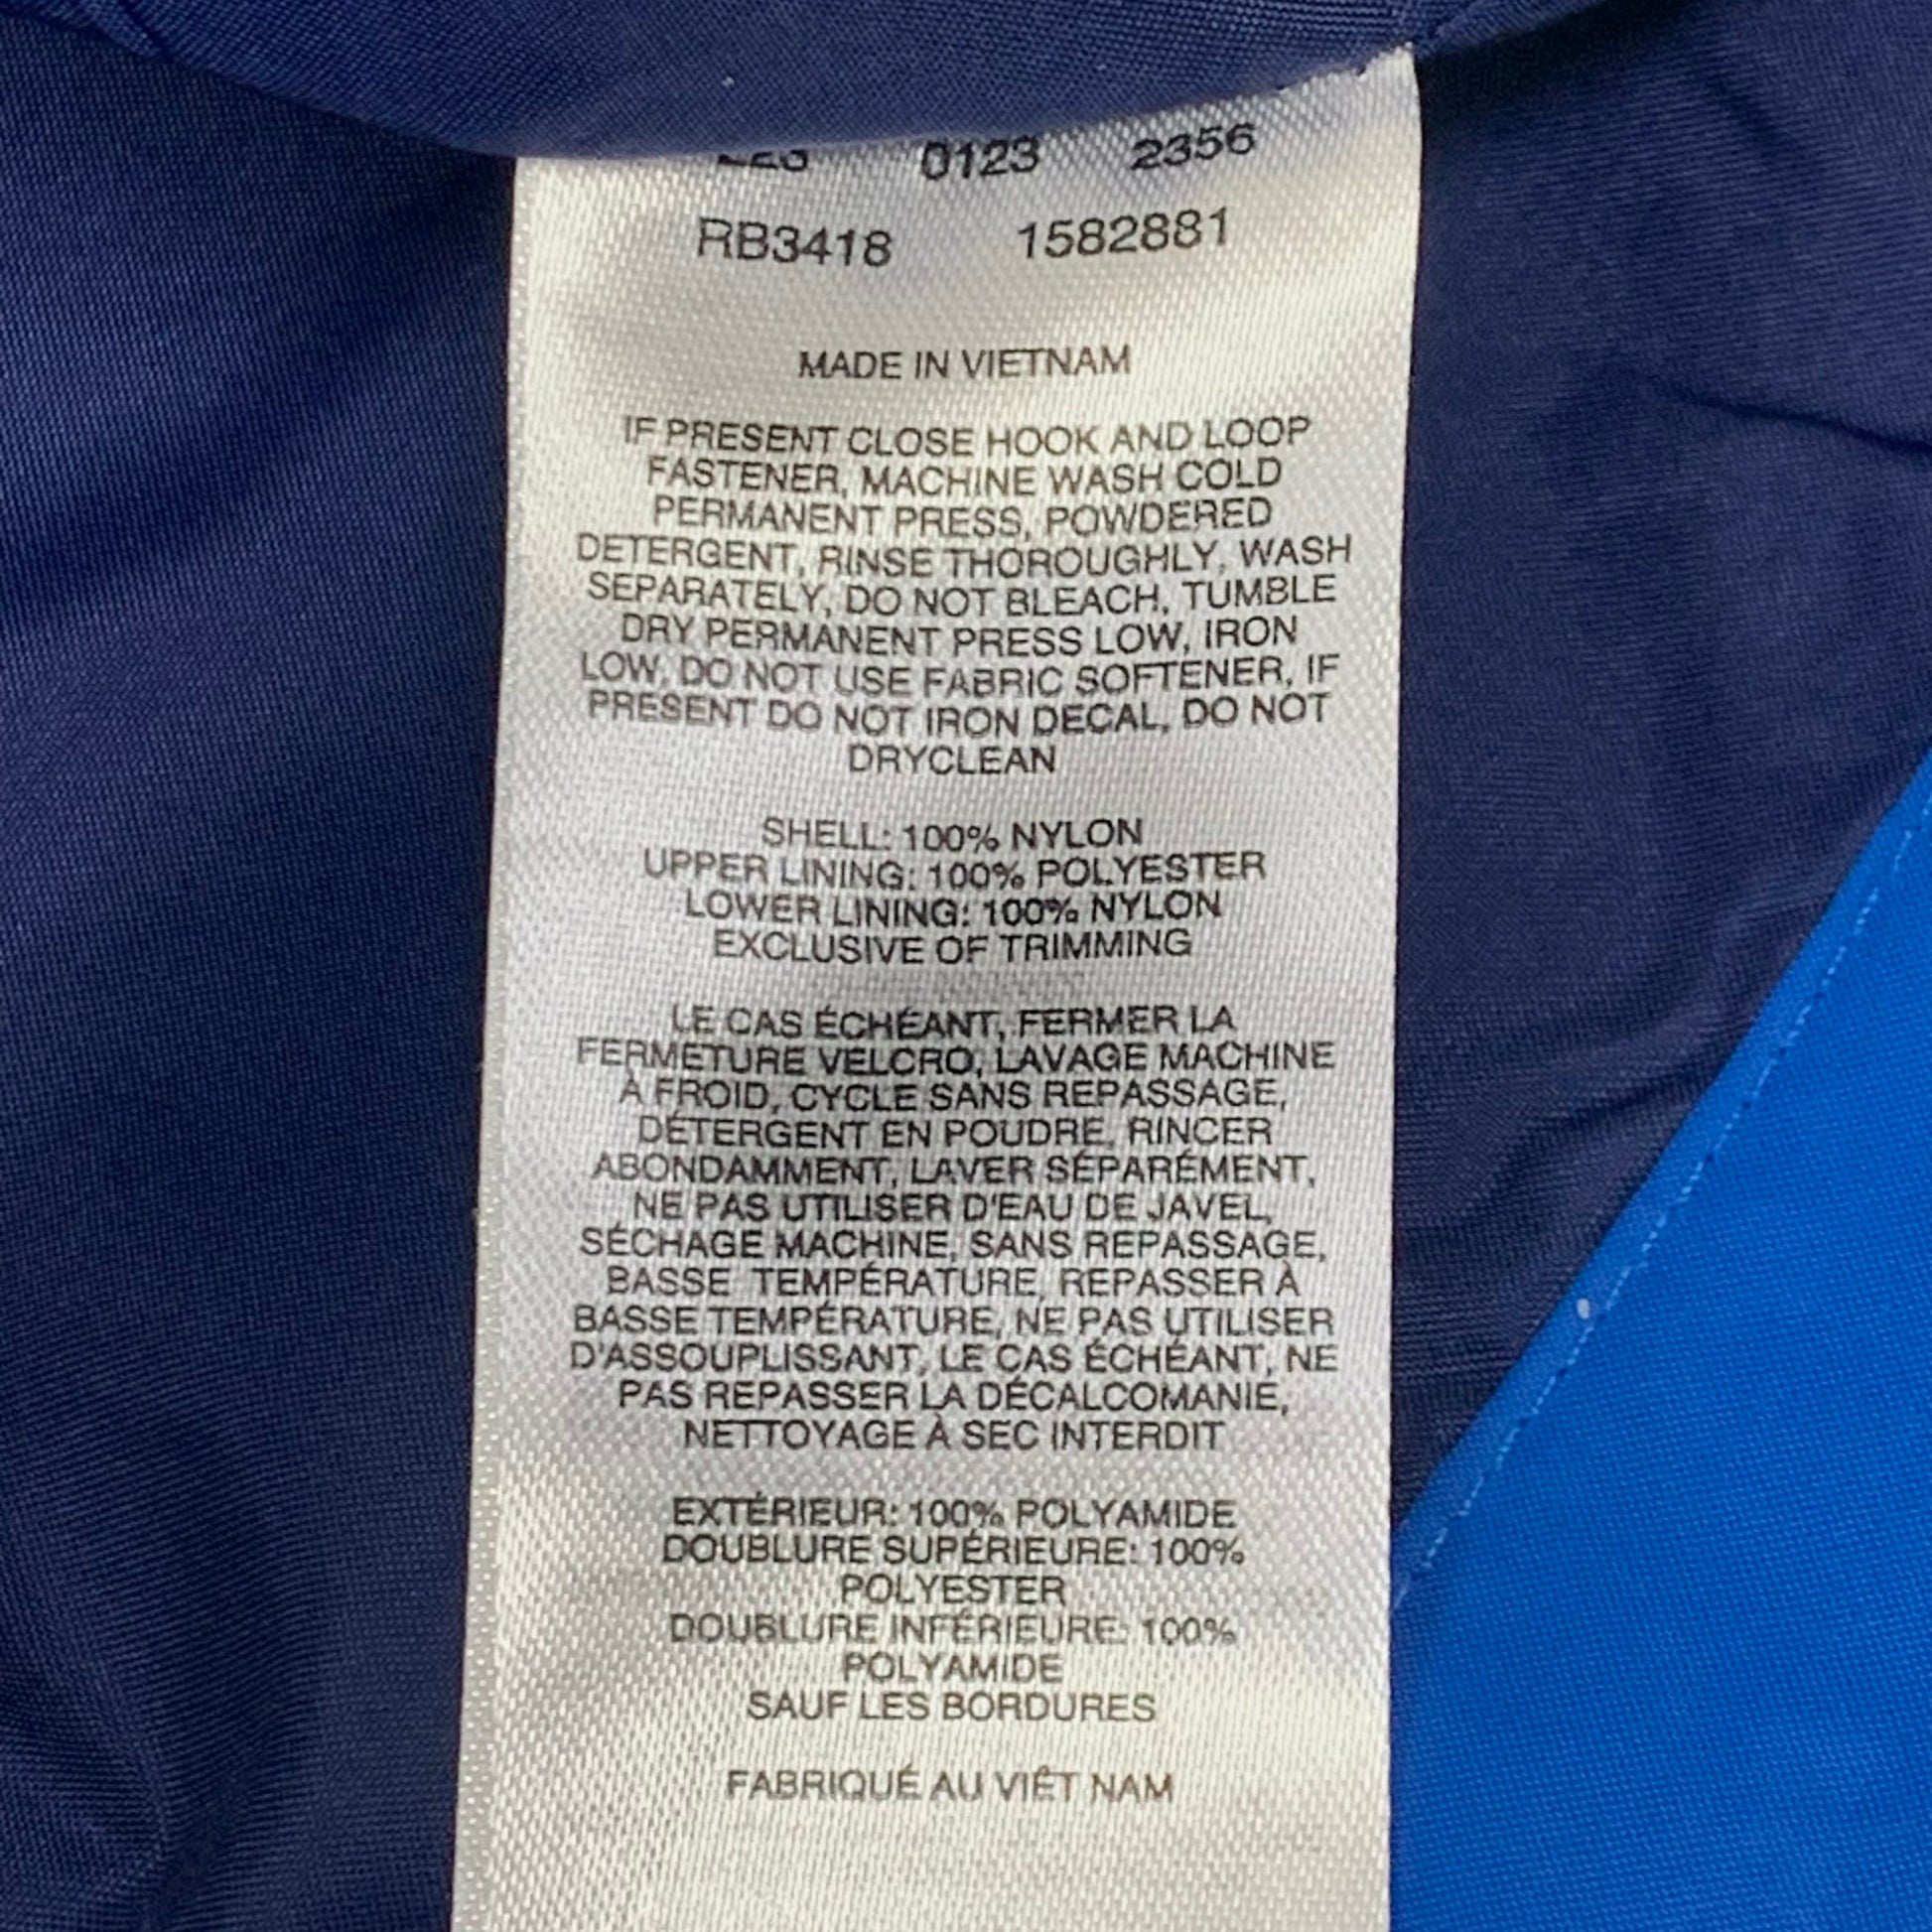 0123 2356
RB3418 1582881
MADE IN VIETNAM
IF PRESENT CLOSE HOOK AND LOOP
FASTENER, MACHINE WASH COLD
PERMANENT PRESS, POWDERED
DETERGENT, RINSE THOROUGHLY, WASH
SEPARATELY, DO NOT BLEACH, TUMBLE
DRY PERMANENT PRESS LOW, IRON
LOW, DO NOT USE FABRIC SOFTENER, IF
PRESENT DO NOT IRON DECAL, DO NOT
DRYCLEAN
SHELL: 100% NYLON
UPPER LINING: 100% POLYESTER
LOWER LINING: 100% NYLON
EXCLUSIVE OF TRIMMING
LE CAS ÉCHÉANT, FERMER LA
FERMETURE VELCRO, LAVAGE MACHINE
À FROID, CYCLE SANS REPASSAGE,
DÉTERGENT EN POUDRE, RINCER
ABONDAMMENT, LAVER SÉPARÉMENT,
NE PAS UTILISER D'EAU DE JAVEL,
SÉCHAGE MACHINE, SANS REPASSAGE,
BASSE TEMPÉRATURE, REPASSER À
BASSE TEMPÉRATURE, NE PAS UTILISER
D'ASSOUPLISSANT, LE CAS ÉCHÉANT, NE
PAS REPASSER LA DÉCALCOMANIE,
NETTOYAGE À SEC INTERDIT
EXTÉRIEUR: 100% POLYAMIDE
DOUBLURE SUPÉRIEURE: 100%
POLYESTER
DOUBLURE INFÉRIEURE: 100%
POLYAMIDE
SAUF LES BORDURES
FABRIQUÉ AU VIÊT NAM